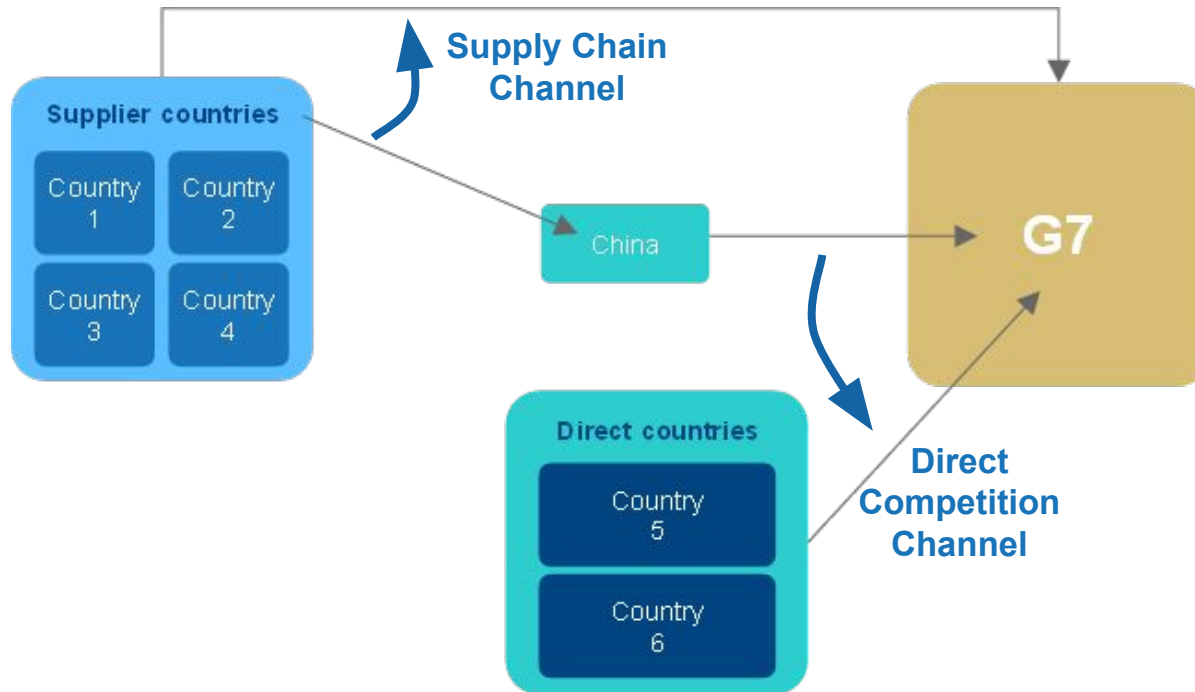 Supply Chain
Channel
Supplier countries
Country
1
Country
2
Country
3
Country
4
China
G7
Direct countries
Country
5
Country
6
Direct
Competition
Channel